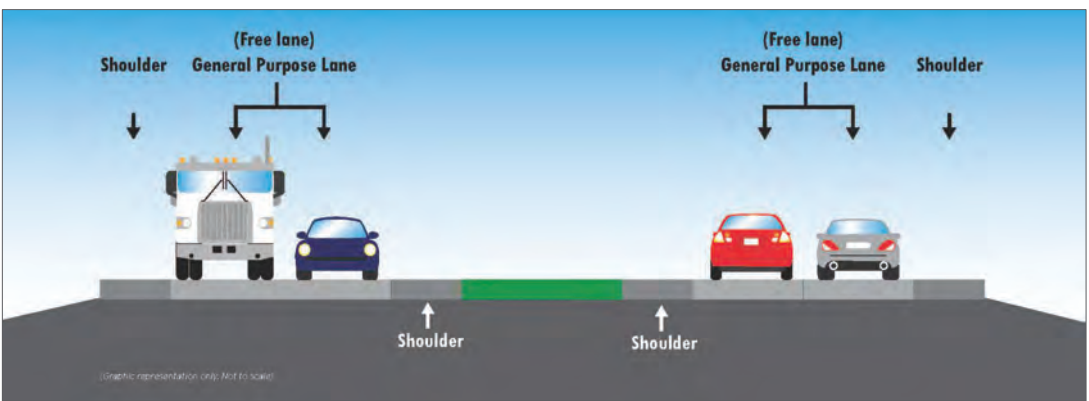 (Free lane)
Shoulder General Purpose Lane
(Free lane)
General Purpose Lane Shoulder
Shoulder
Shoulder
(Graphic representation only. Not to scale)